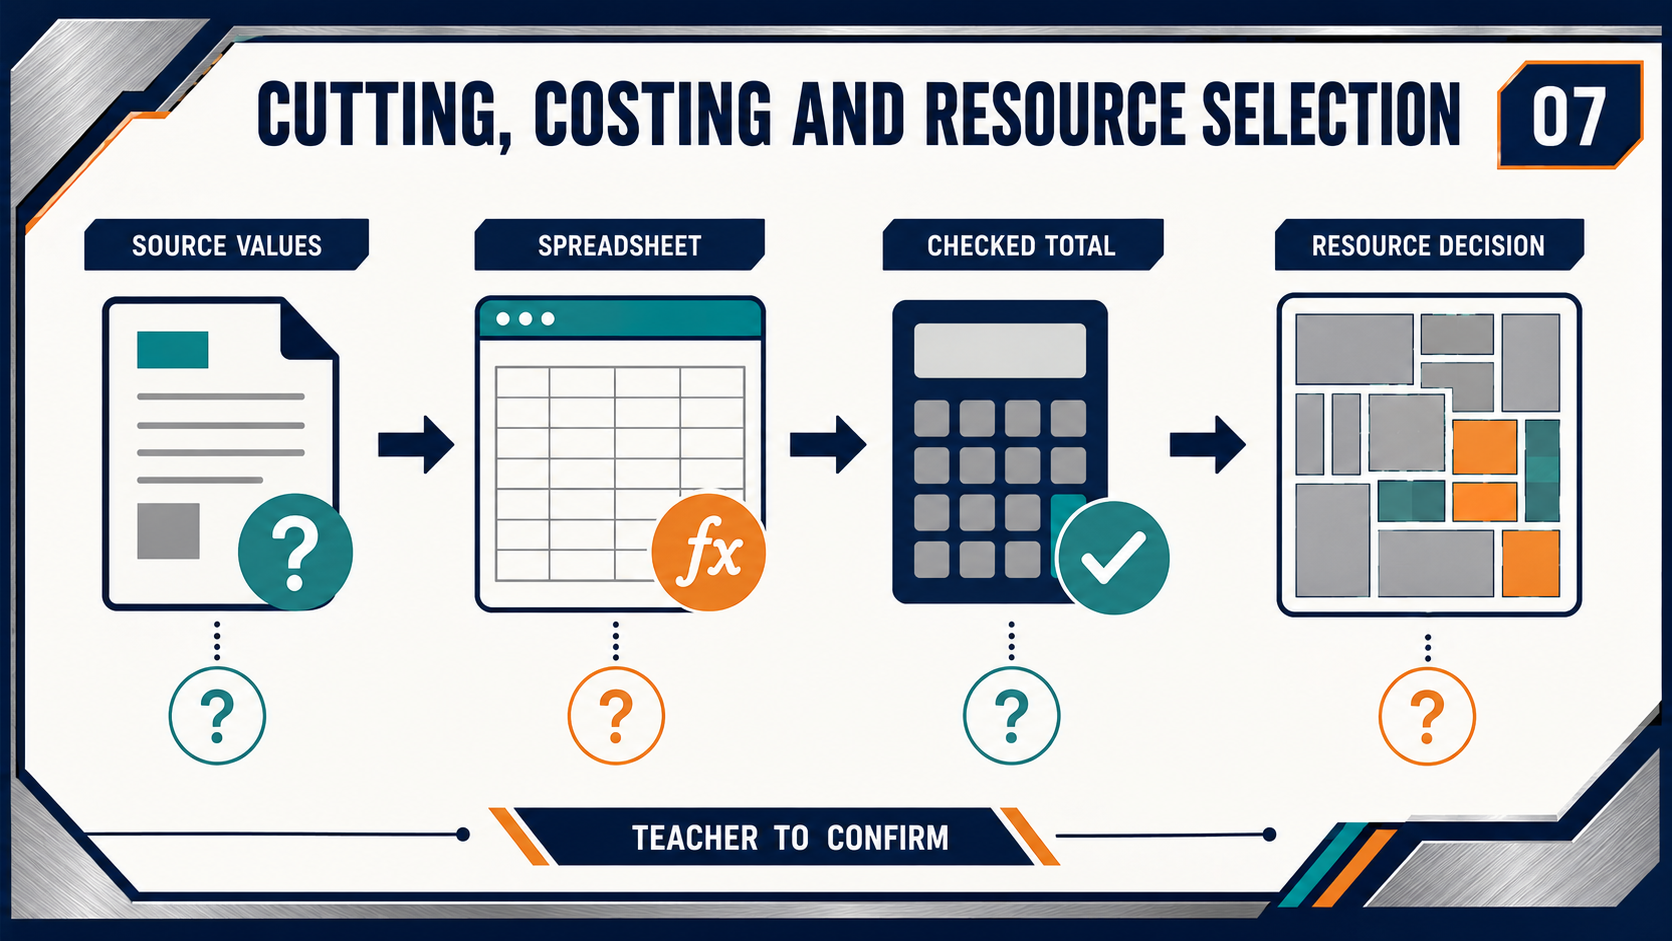 CUTTING, COSTING AND RESOURCE SELECTION
07
SOURCE VALUES
SPREADSHEET
CHECKED TOTAL
RESOURCE DECISION
?
fx
?
?
?
?
TEACHER TO CONFIRM